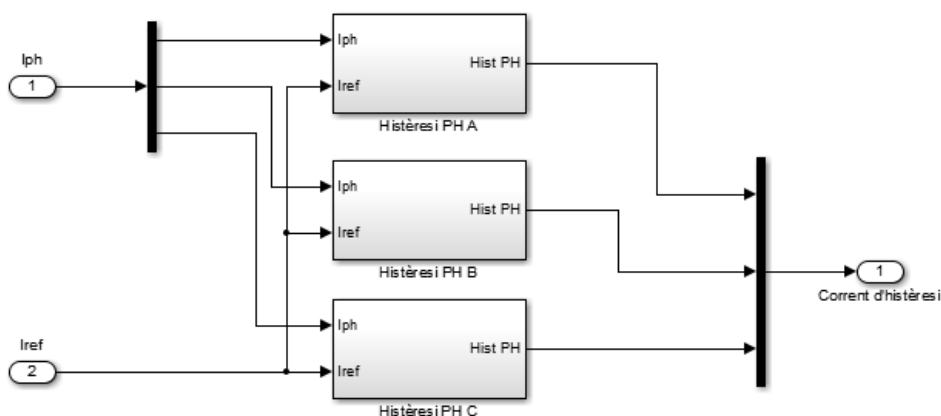 Iph
1
Iph
Iref
Hist PH
Histèresi PH A
Iph
Iref
Hist PH
Histèresi PH B
1
Corrent d'histèresi
Iref
2
Iph
Iref
Hist PH
Histèresi PH C